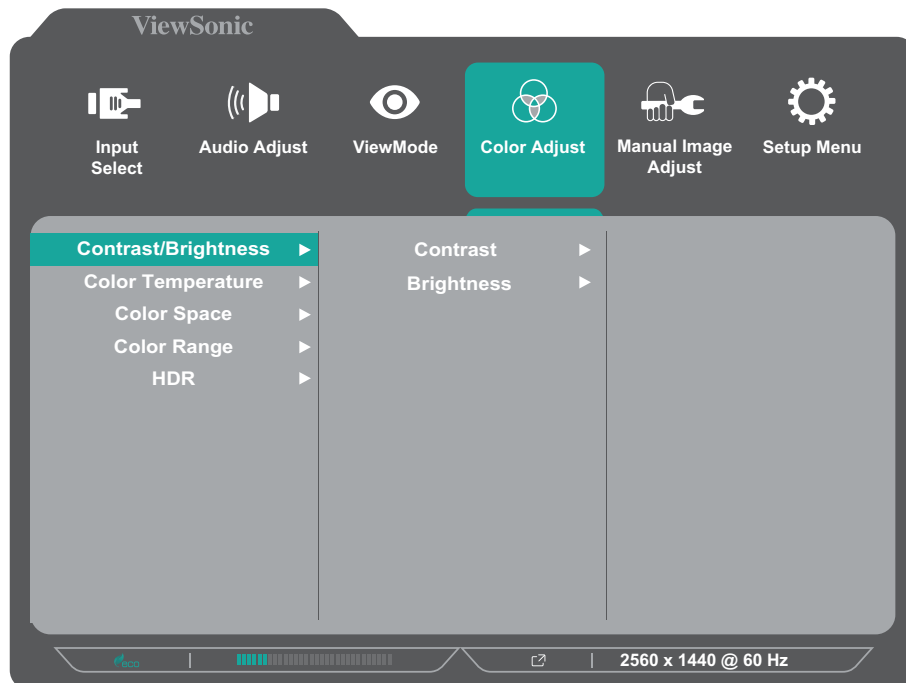 ViewSonic
Input
Select
Audio Adjust
ViewMode
Color Adjust
Manual Image
Adjust
Setup Menu
Contrast/Brightness
Color Temperature
Color Space
Color Range
HDR
Contrast
Brightness
eco
2560 x 1440 @ 60 Hz